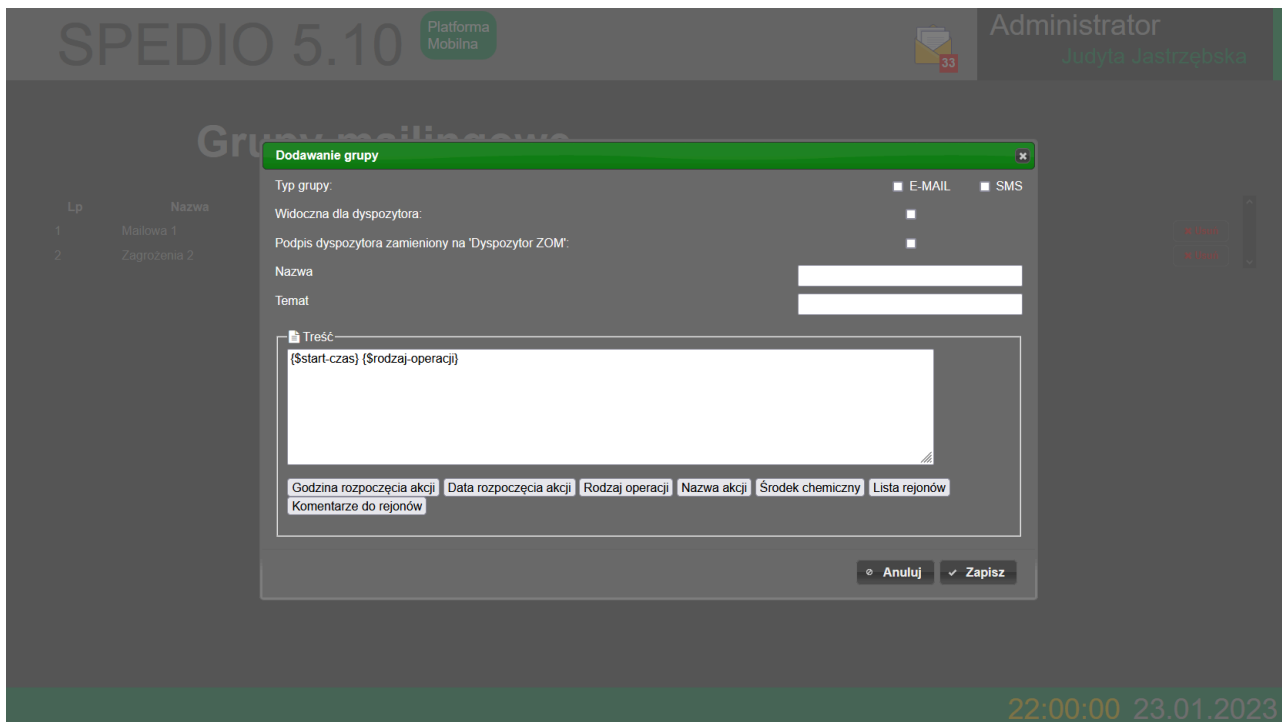 SPEDIO 5.10
Platforma
Mobilna
33
Administrator
Judyta Jastrzębska
Grupy mailingowe
Dodawanie grupy
Typ grupy:
E-MAIL
SMS
Widoczna dla dyspozytora:
Podpis dyspozytora zamieniony na 'Dyspozytor ZOM':
Nazwa
Temat
Treść
{$start-czas} {$rodzaj-operacji}
Godzina rozpoczęcia akcji Data rozpoczęcia akcji Rodzaj operacji Nazwa akcji Środek chemiczny Lista rejonów
Komentarze do rejonów
Anuluj
Zapisz
Lp Nazwa
1 Mailowa 1
2 Zagrożenia 2
22:00:00 23.01.2023